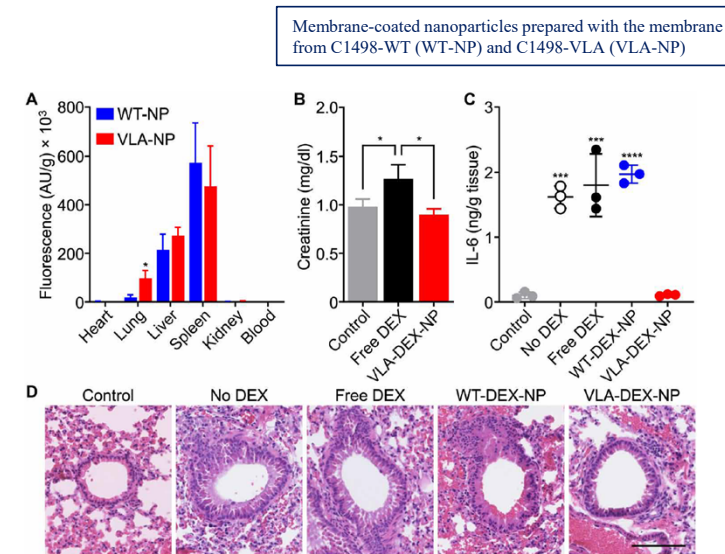 Membrane-coated nanoparticles prepared with the membrane
from C1498-WT (WT-NP) and C1498-VLA (VLA-NP)
A
B
C
Fluorescence (AU/g) × 10³
800
600
400
200
0
WT-NP
VLA-NP
*
Heart
Lung
Liver
Spleen
Kidney
Blood
Creatinine (mg/dl)
2.0
1.5
1.0
0.5
0
* *
Control
Free DEX
VLA-DEX-NP
IL-6 (ng/g tissue)
3
2
1
0
***
***
****
Control
No DEX
Free DEX
WT-DEX-NP
VLA-DEX-NP
D
Control No DEX Free DEX WT-DEX-NP VLA-DEX-NP